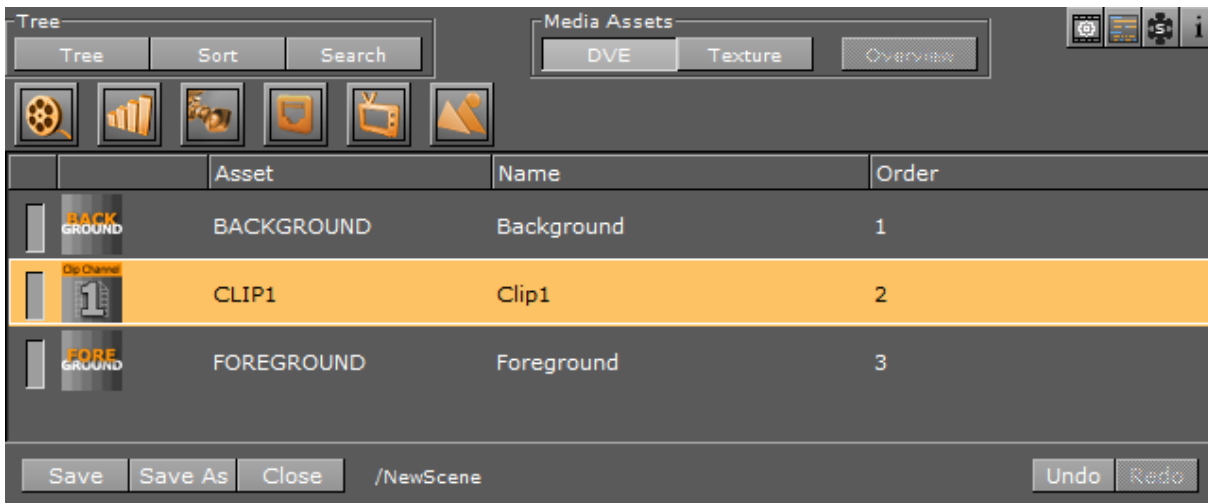 Tree Media Assets
Tree Sort Search DVE Texture Overview S i
Asset Name Order
BACK
GROUND BACKGROUND Background 1
Clip Channel
1 CLIP1 Clip1 2
FORE
GROUND FOREGROUND Foreground 3
Save Save As Close /NewScene Undo Redo